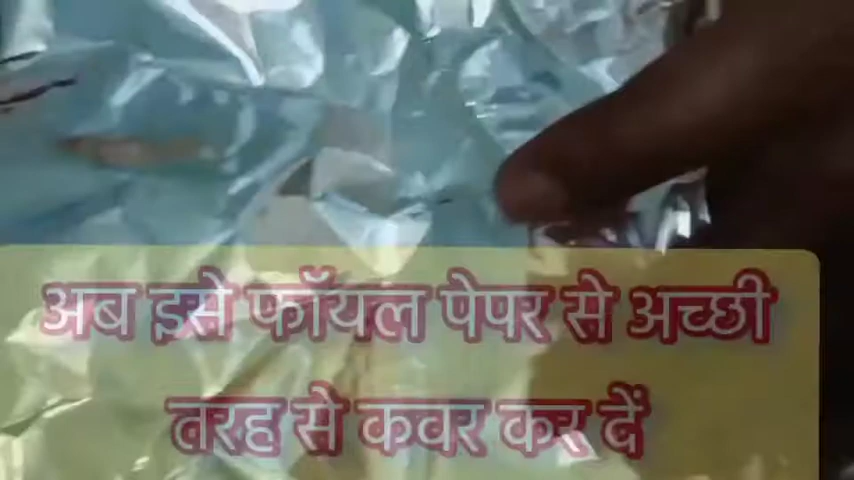 अब इसे फॉयल पेपर से अच्छी
तरह से कवर कर दें